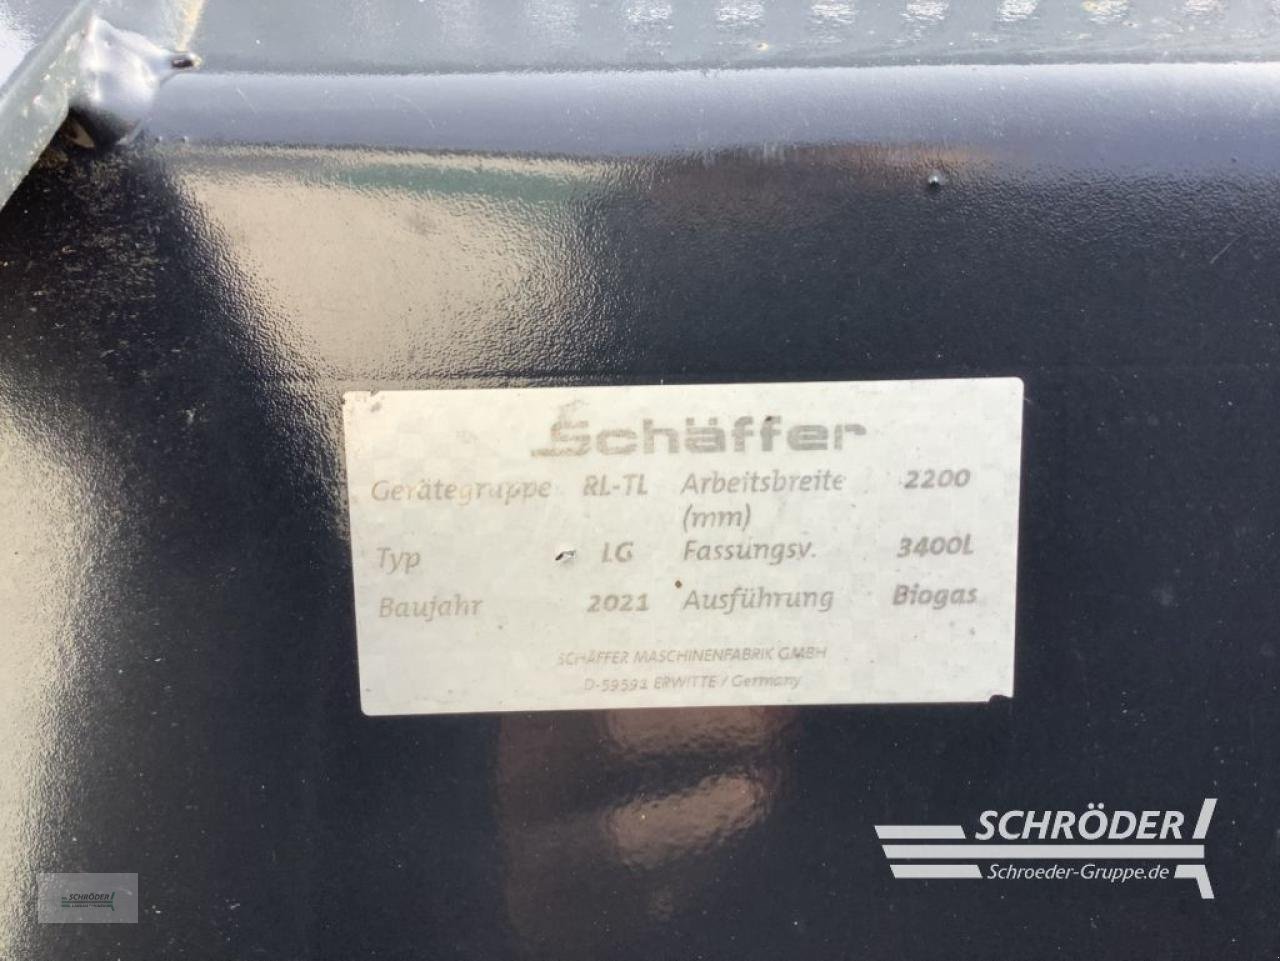 Schäffer
Gerätegruppe RL-TL Arbeitsbreite 2200
(mm)
Typ LG Fassungsv. 3400L
Baujahr 2021 Ausführung Biogas
SCHÄFFER MASCHINENFABRIK GMBH
D-59591 ERWITTE / Germany
SCHRÖDER
Schroeder-Gruppe.de
SCHRÖDER